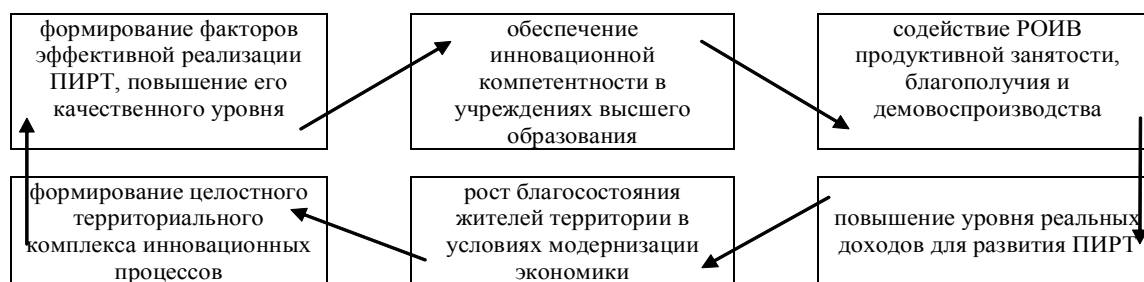 формирование факторов
эффективной реализации
ПИРТ, повышение его
качественного уровня
обеспечение
инновационной
компетентности в
учреждениях высшего
образования
содействие РОИВ
продуктивной занятости,
благополучия и
демовоспроизводства
формирование целостного
территориального
комплекса инновационных
процессов
рост благосостояния
жителей территории в
условиях модернизации
экономики
повышение уровня реальных
доходов для развития ПИРТ